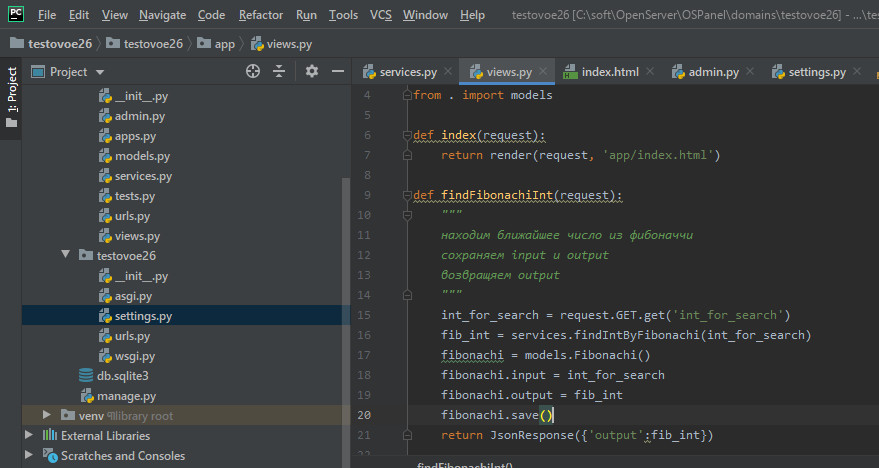 PC File Edit View Navigate Code Refactor Run Tools VCS Window Help testovoe26 [C:\soft\OpenServer\OSPanel\domains\testovoe26] - ...\te
testovoe26 testovoe26 app views.py
1: Project
Project
services.py views.py index.html admin.py settings.py
__init__.py
admin.py
apps.py
models.py
services.py
tests.py
urls.py
views.py
testovoe26
__init__.py
asgi.py
settings.py
urls.py
wsgi.py
db.sqlite3
manage.py
venv library root
External Libraries
Scratches and Consoles
4 from . import models
5
6 def index(request):
7 return render(request, 'app/index.html')
8
9 def findFibonachiInt(request):
10 """
11 находим ближайшее число из фибоначчи
12 сохраняем input и output
13 возвращяем output
14 """
15 int_for_search = request.GET.get('int_for_search')
16 fib_int = services.findIntByFibonachi(int_for_search)
17 fibonachi = models.Fibonachi()
18 fibonachi.input = int_for_search
19 fibonachi.output = fib_int
20 fibonachi.save()
21 return JsonResponse({'output':fib_int})
findFibonachiInt()